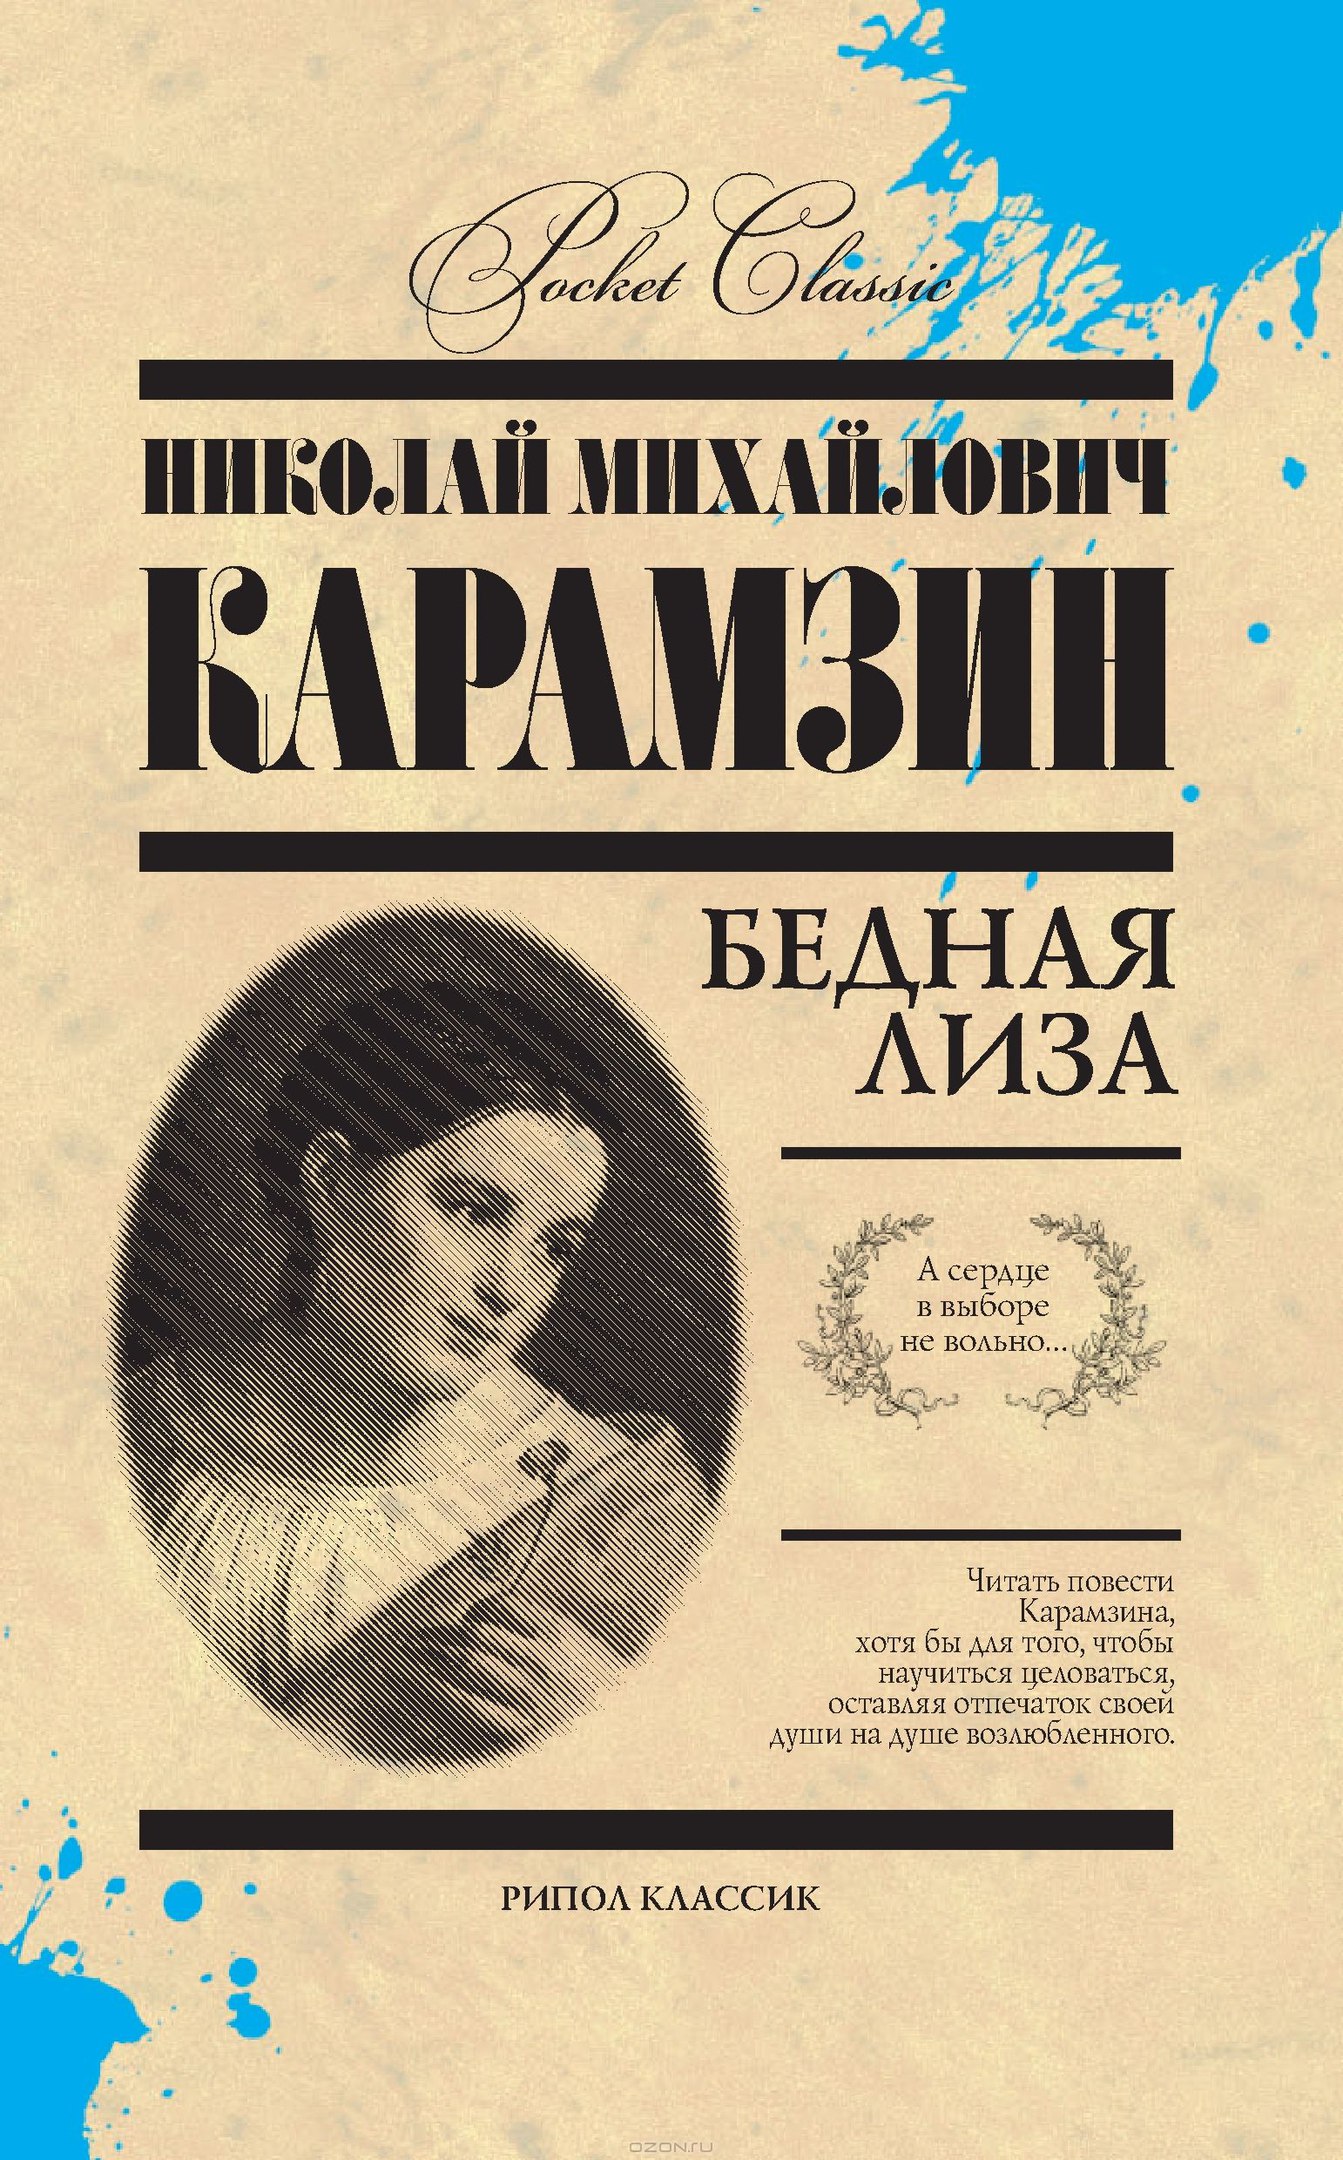 Pocket Classic
НИКОЛАЙ МИХАЙЛОВИЧ
КАРАМЗИН
БЕДНАЯ
ЛИЗА
А сердце
в выборе
не вольно...
Читать повести
Карамзина,
хотя бы для того, чтобы
научиться целоваться,
оставляя отпечаток своей
души на душе возлюбленного.
РИПОЛ КЛАССИК
OZON.RU